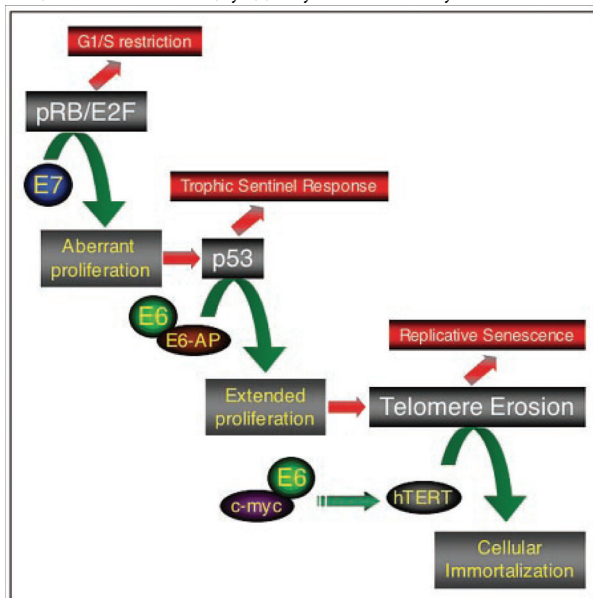 G1/S restriction
pRB/E2F
E7
Trophic Sentinel Response
Aberrant
proliferation
p53
E6
E6-AP
Replicative Senescence
Extended
proliferation
Telomere Erosion
E6
c-myc
hTERT
Cellular
Immortalization